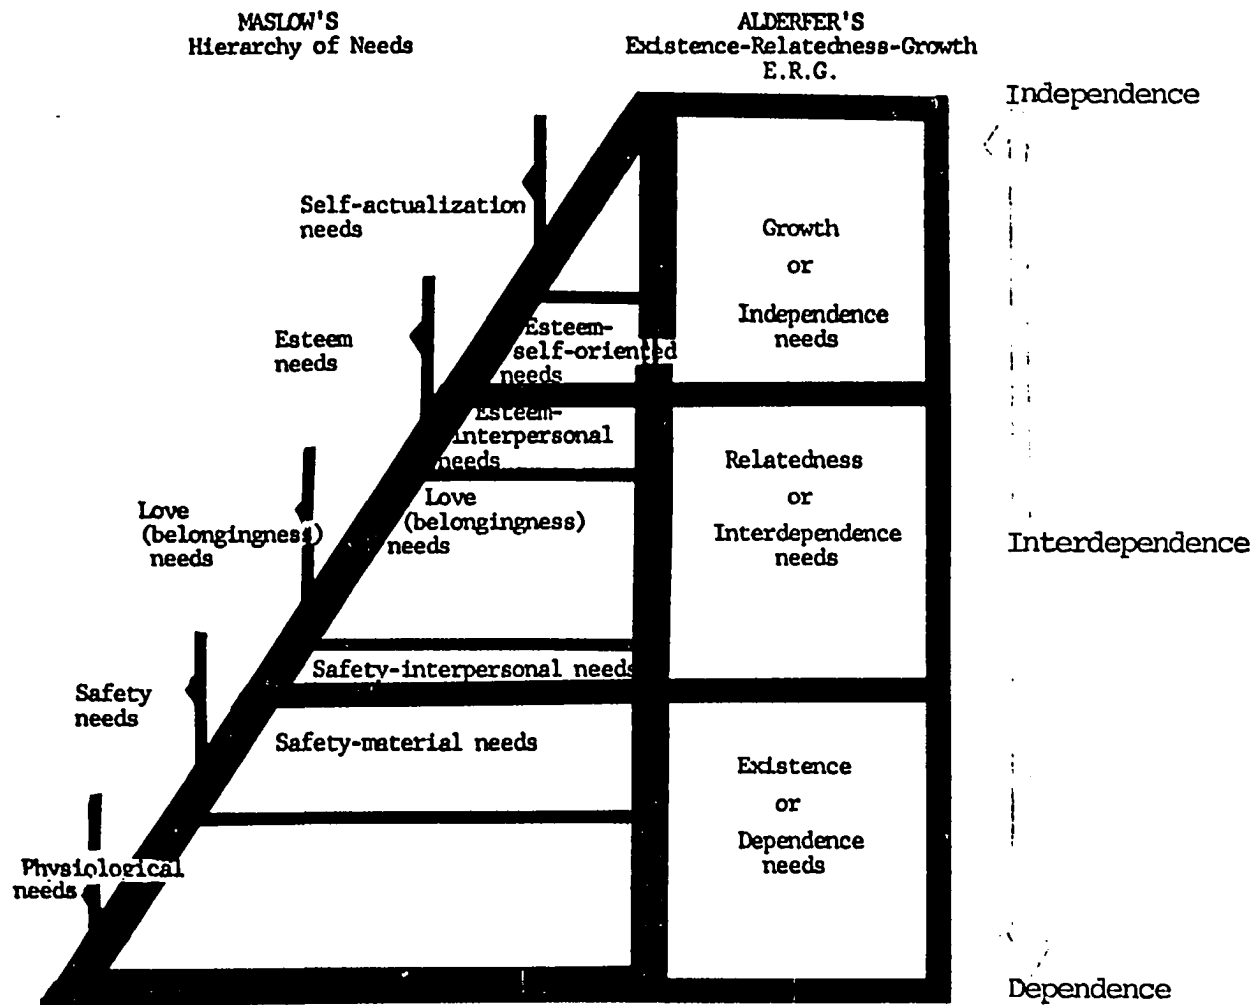 MASLOW'S
Hierarchy of Needs
ALDERFER'S
Existence-Relatedness-Growth
E.R.G.
Independence
Self-actualization
needs
Growth
or
Independence
needs
Esteem
needs
Esteem-
self-oriented
needs
Esteem-
interpersonal
needs
Relatedness
or
Interdependence
needs
Love
(belongingness)
needs
Love
(belongingness)
needs
Interdependence
Safety-interpersonal needs
Safety
needs
Safety-material needs
Existence
or
Dependence
needs
Physiological
needs
Dependence